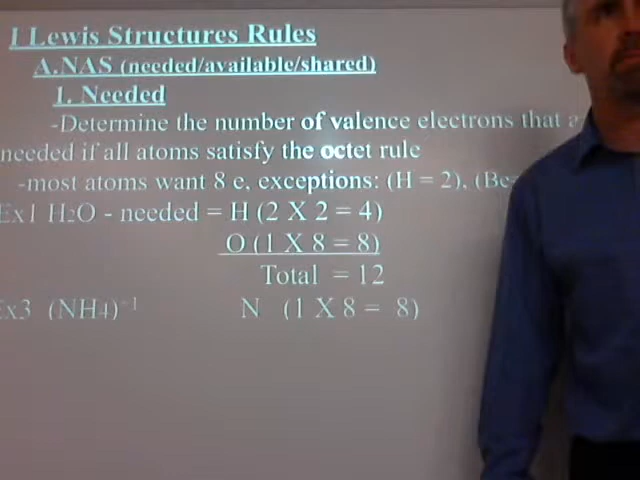 I Lewis Structures Rules
A.NAS (needed/available/shared)
1. Needed
-Determine the number of valence electrons that a
needed if all atoms satisfy the octet rule
-most atoms want 8 e, exceptions: (H = 2), (Be
Ex1 H2O - needed = H (2 X 2 = 4)
O (1 X 8 = 8)
Total = 12
Ex3 (NH4)-1 N (1 X 8 = 8)